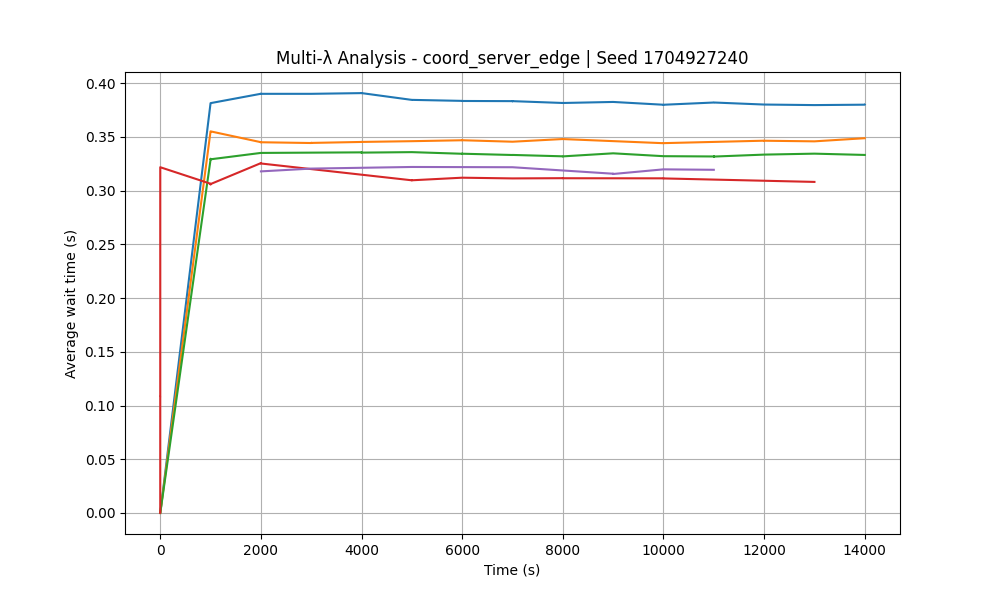 Multi-λ Analysis - coord_server_edge | Seed 1704927240
0.40
0.35
0.30
0.25
0.20
0.15
0.10
0.05
0.00
Average wait time (s)
0 2000 4000 6000 8000 10000 12000 14000
Time (s)